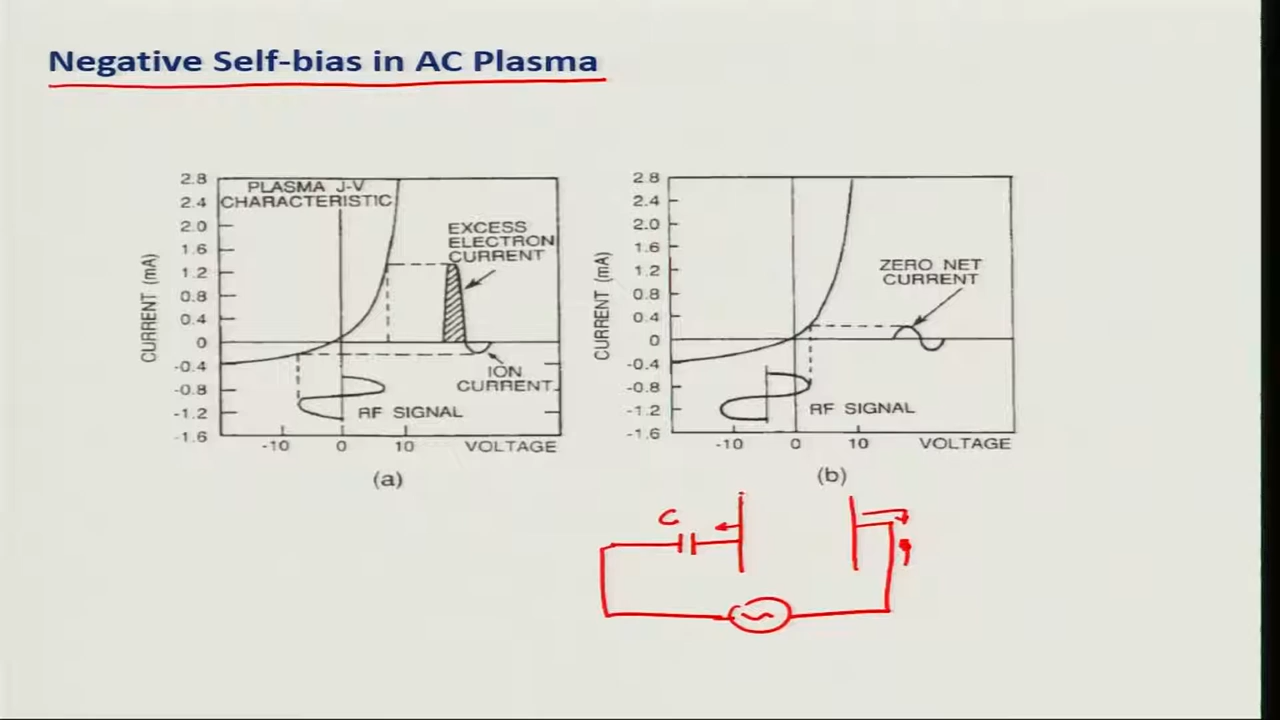 Negative Self-bias in AC Plasma
2.8
2.4
2.0
1.6
1.2
0.8
0.4
0
-0.4
-0.8
-1.2
-1.6
CURRENT (mA)
PLASMA J-V
CHARACTERISTIC
EXCESS
ELECTRON
CURRENT
ION
CURRENT
RF SIGNAL
-10 0 10 VOLTAGE
(a)
2.8
2.4
2.0
1.6
1.2
0.8
0.4
0
-0.4
-0.8
-1.2
-1.6
CURRENT (mA)
ZERO NET
CURRENT
RF SIGNAL
-10 0 10 VOLTAGE
(b)
C